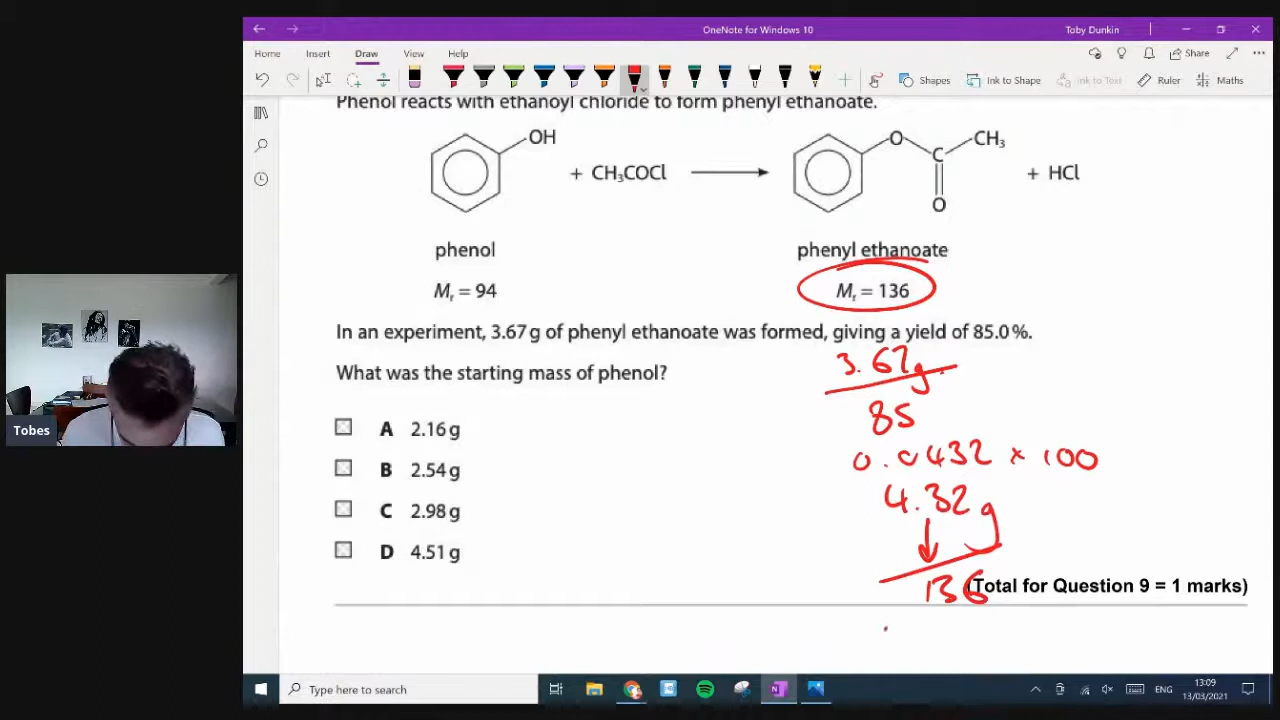 OneNote for Windows 10
Toby Dunkin
Home Insert Draw View Help
Share
Shapes Ink to Shape Ink to Text Ruler Maths
Phenol reacts with ethanoyl chloride to form phenyl ethanoate.
OH
+ CH₃COCl
O
CH₃
C
O
+ HCl
phenol
phenyl ethanoate
Mᵣ = 94
Mᵣ = 136
In an experiment, 3.67 g of phenyl ethanoate was formed, giving a yield of 85.0 %.
3.67g
What was the starting mass of phenol?
85
A 2.16 g
0.0432 × 100
B 2.54 g
4.32g
C 2.98 g
D 4.51 g
136
(Total for Question 9 = 1 marks)
Tobes
Type here to search
ENG
13:09
13/03/2021